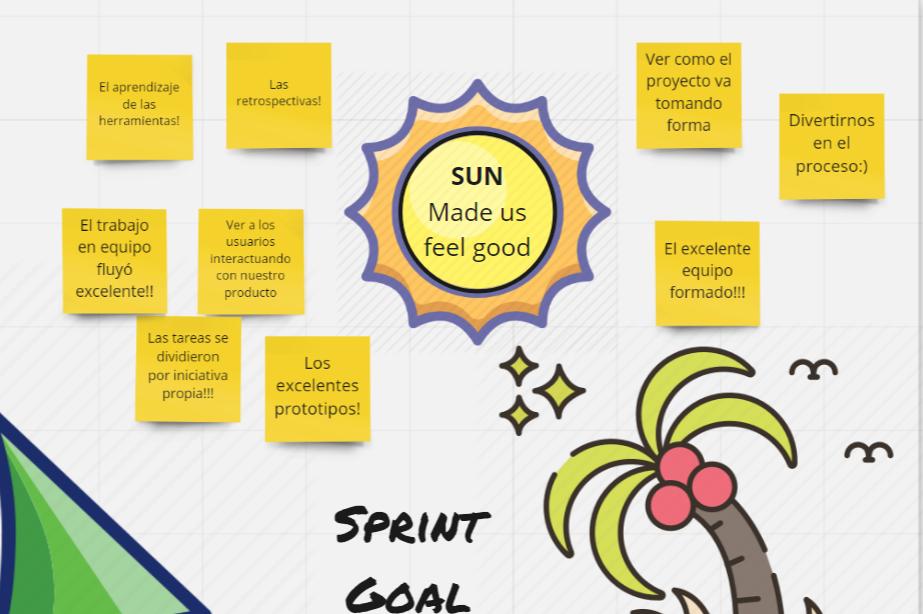 El aprendizaje
de las
herramientas!
Las
retrospectivas!
Ver como el
proyecto va
tomando
forma
Divertirnos
en el
proceso:)
SUN
Made us
feel good
El trabajo
en equipo
fluyó
excelente!!
Ver a los
usuarios
interactuando
con nuestro
producto
El excelente
equipo
formado!!!
Las tareas se
dividieron
por iniciativa
propia!!!
Los
excelentes
prototipos!
SPRINT
GOAL